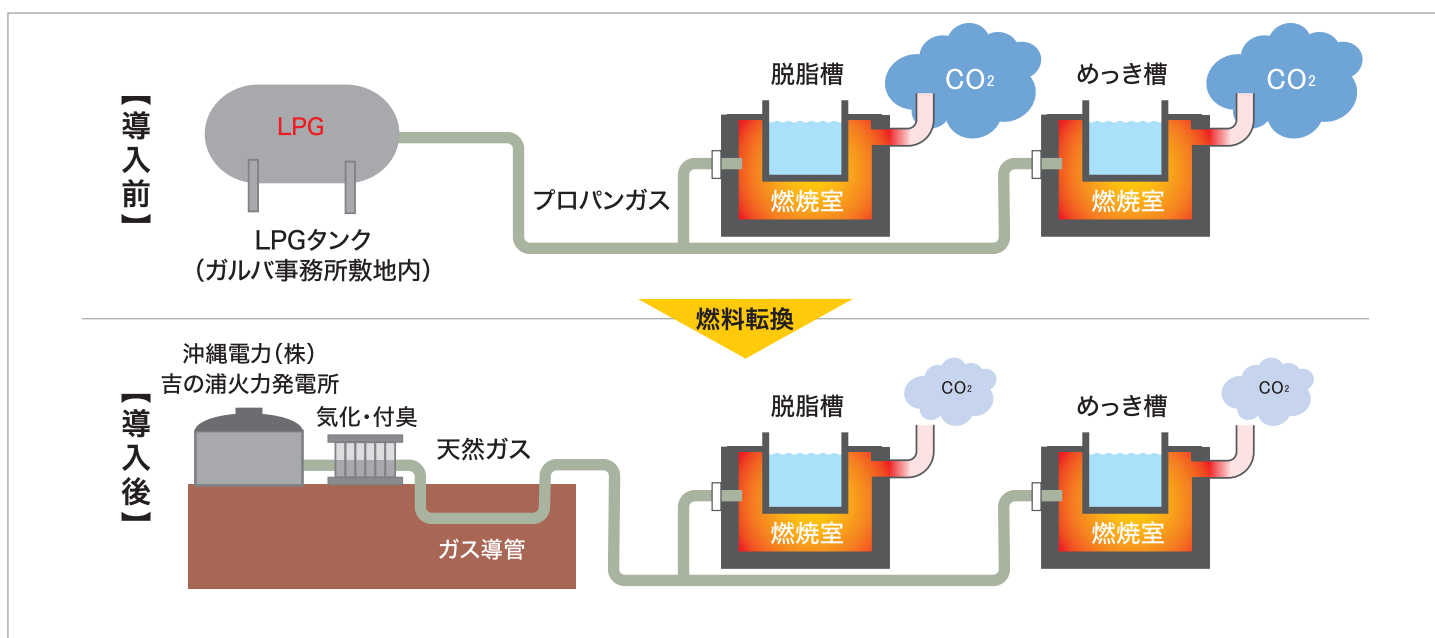 【導入前】
LPG
LPGタンク
（ガルバ事務所敷地内）
プロパンガス
脱脂槽
CO₂
燃焼室
めっき槽
CO₂
燃焼室
燃料転換
【導入後】
沖縄電力（株）
吉の浦火力発電所
気化・付臭
天然ガス
ガス導管
脱脂槽
CO₂
燃焼室
めっき槽
CO₂
燃焼室